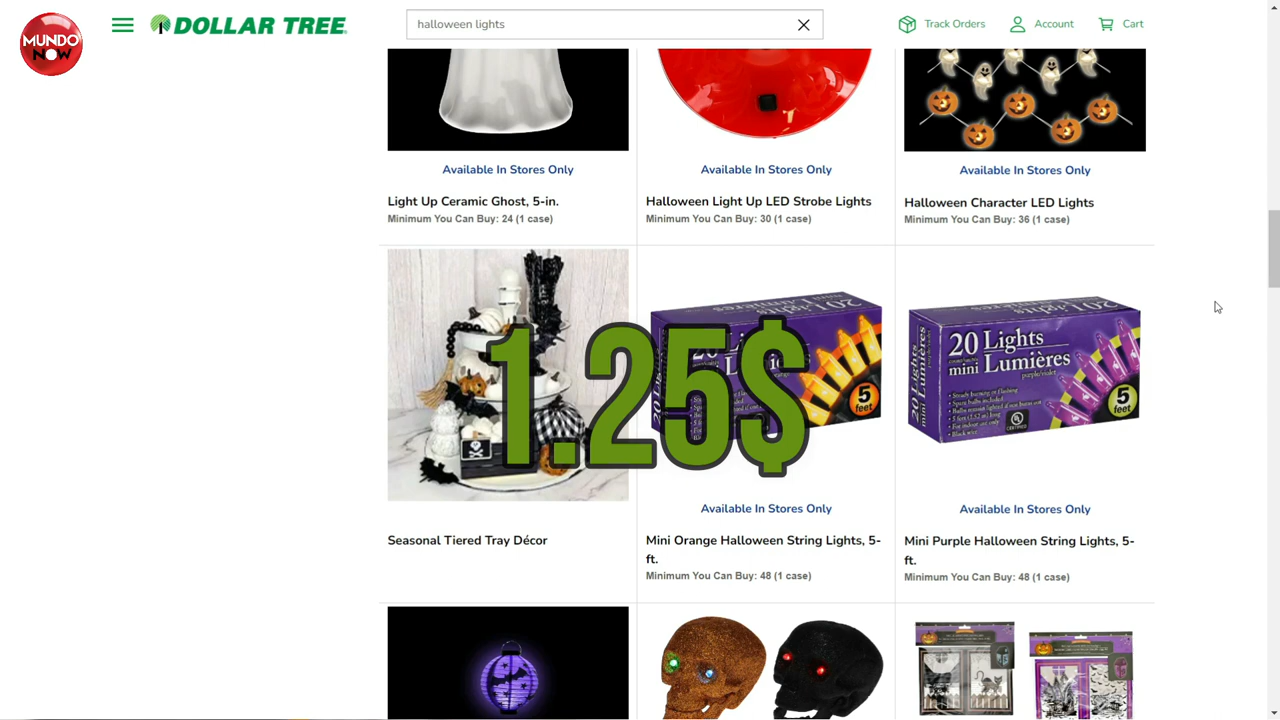 MUNDO
NOW
DOLLAR TREE
halloween lights
Track Orders
Account
Cart
Available In Stores Only
Available In Stores Only
Available In Stores Only
Light Up Ceramic Ghost, 5-in.
Minimum You Can Buy: 24 (1 case)
Halloween Light Up LED Strobe Lights
Minimum You Can Buy: 30 (1 case)
Halloween Character LED Lights
Minimum You Can Buy: 36 (1 case)
1.25$
5
feet
20 Lights
mini Lumières
purple/violet
5
feet
Available In Stores Only
Available In Stores Only
Seasonal Tiered Tray Décor
Mini Orange Halloween String Lights, 5-
ft.
Minimum You Can Buy: 48 (1 case)
Mini Purple Halloween String Lights, 5-
ft.
Minimum You Can Buy: 48 (1 case)